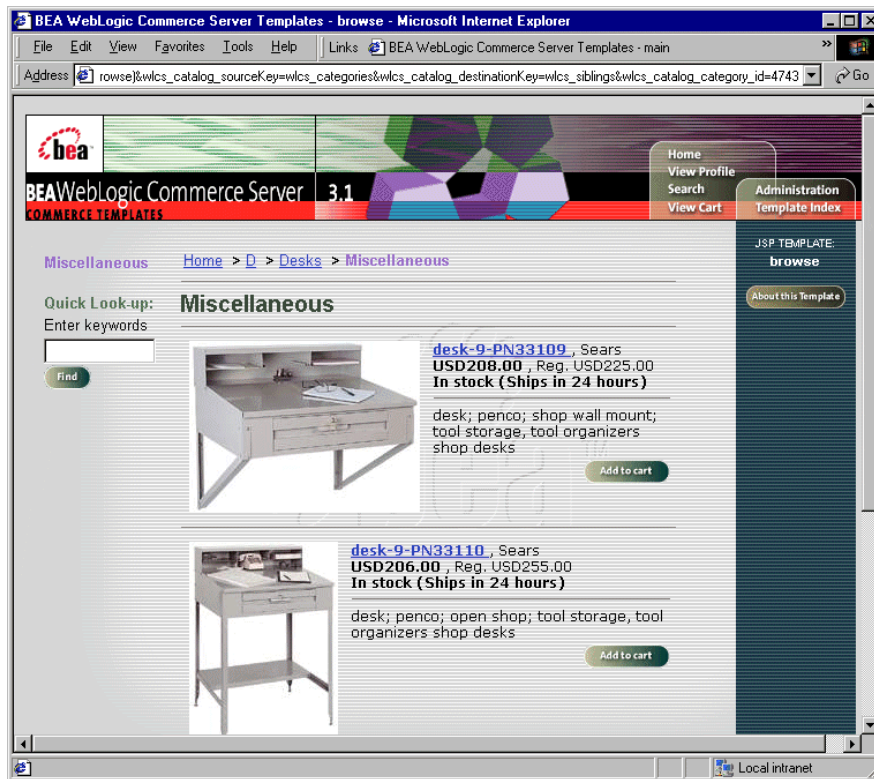 BEA WebLogic Commerce Server Templates - browse - Microsoft Internet Explorer
File Edit View Favorites Tools Help Links BEA WebLogic Commerce Server Templates - main »
Address rowse)&wlcs_catalog_sourceKey=wlcs_categories&wlcs_catalog_destinationKey=wlcs_siblings&wlcs_catalog_category_id=4743 Go
bea
BEA WebLogic Commerce Server 3.1
COMMERCE TEMPLATES
Home
View Profile
Search
View Cart
Administration
Template Index
JSP TEMPLATE:
browse
About this Template
Miscellaneous
Home > D > Desks > Miscellaneous
Quick Look-up:
Enter keywords
Find
Miscellaneous
desk-9-PN33109 , Sears
USD208.00 , Reg. USD225.00
In stock (Ships in 24 hours)
desk; penco; shop wall mount;
tool storage, tool organizers
shop desks
Add to cart
desk-9-PN33110 , Sears
USD206.00 , Reg. USD255.00
In stock (Ships in 24 hours)
desk; penco; open shop; tool storage, tool
organizers shop desks
Add to cart
Local intranet